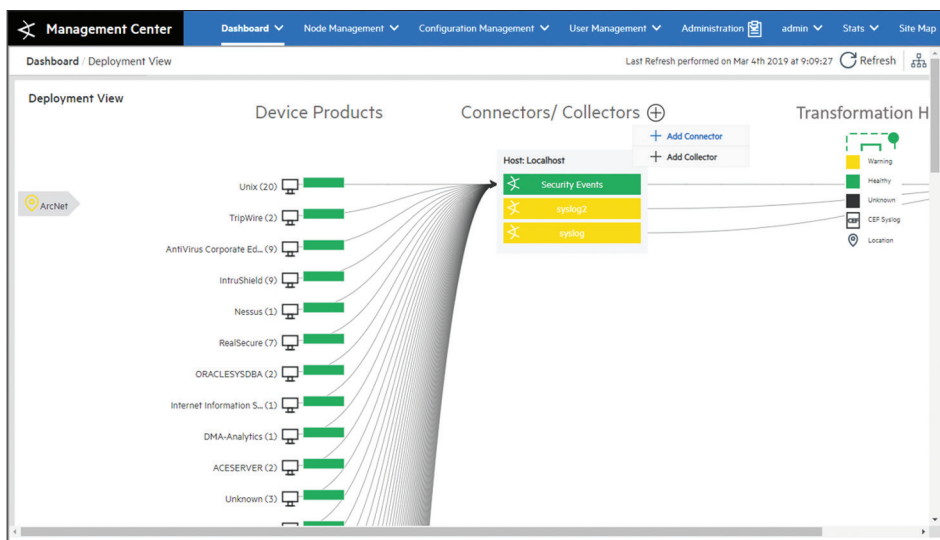 Management Center
Dashboard Node Management Configuration Management User Management Administration admin Stats Site Map
Dashboard / Deployment View
Last Refresh performed on Mar 4th 2019 at 9:09:27 Refresh
Deployment View
Device Products
Connectors/ Collectors
Transformation H
Add Connector
Add Collector
Host: Localhost
Security Events
syslog2
syslog
Warning
Healthy
Unknown
CEF CEF Syslog
Location
ArcNet
Unix (20)
TripWire (2)
AntiVirus Corporate Ed... (9)
IntruShield (9)
Nessus (1)
RealSecure (7)
ORACLESYSDBA (2)
Internet Information S... (1)
DMA-Analytics (1)
ACESERVER (2)
Unknown (3)